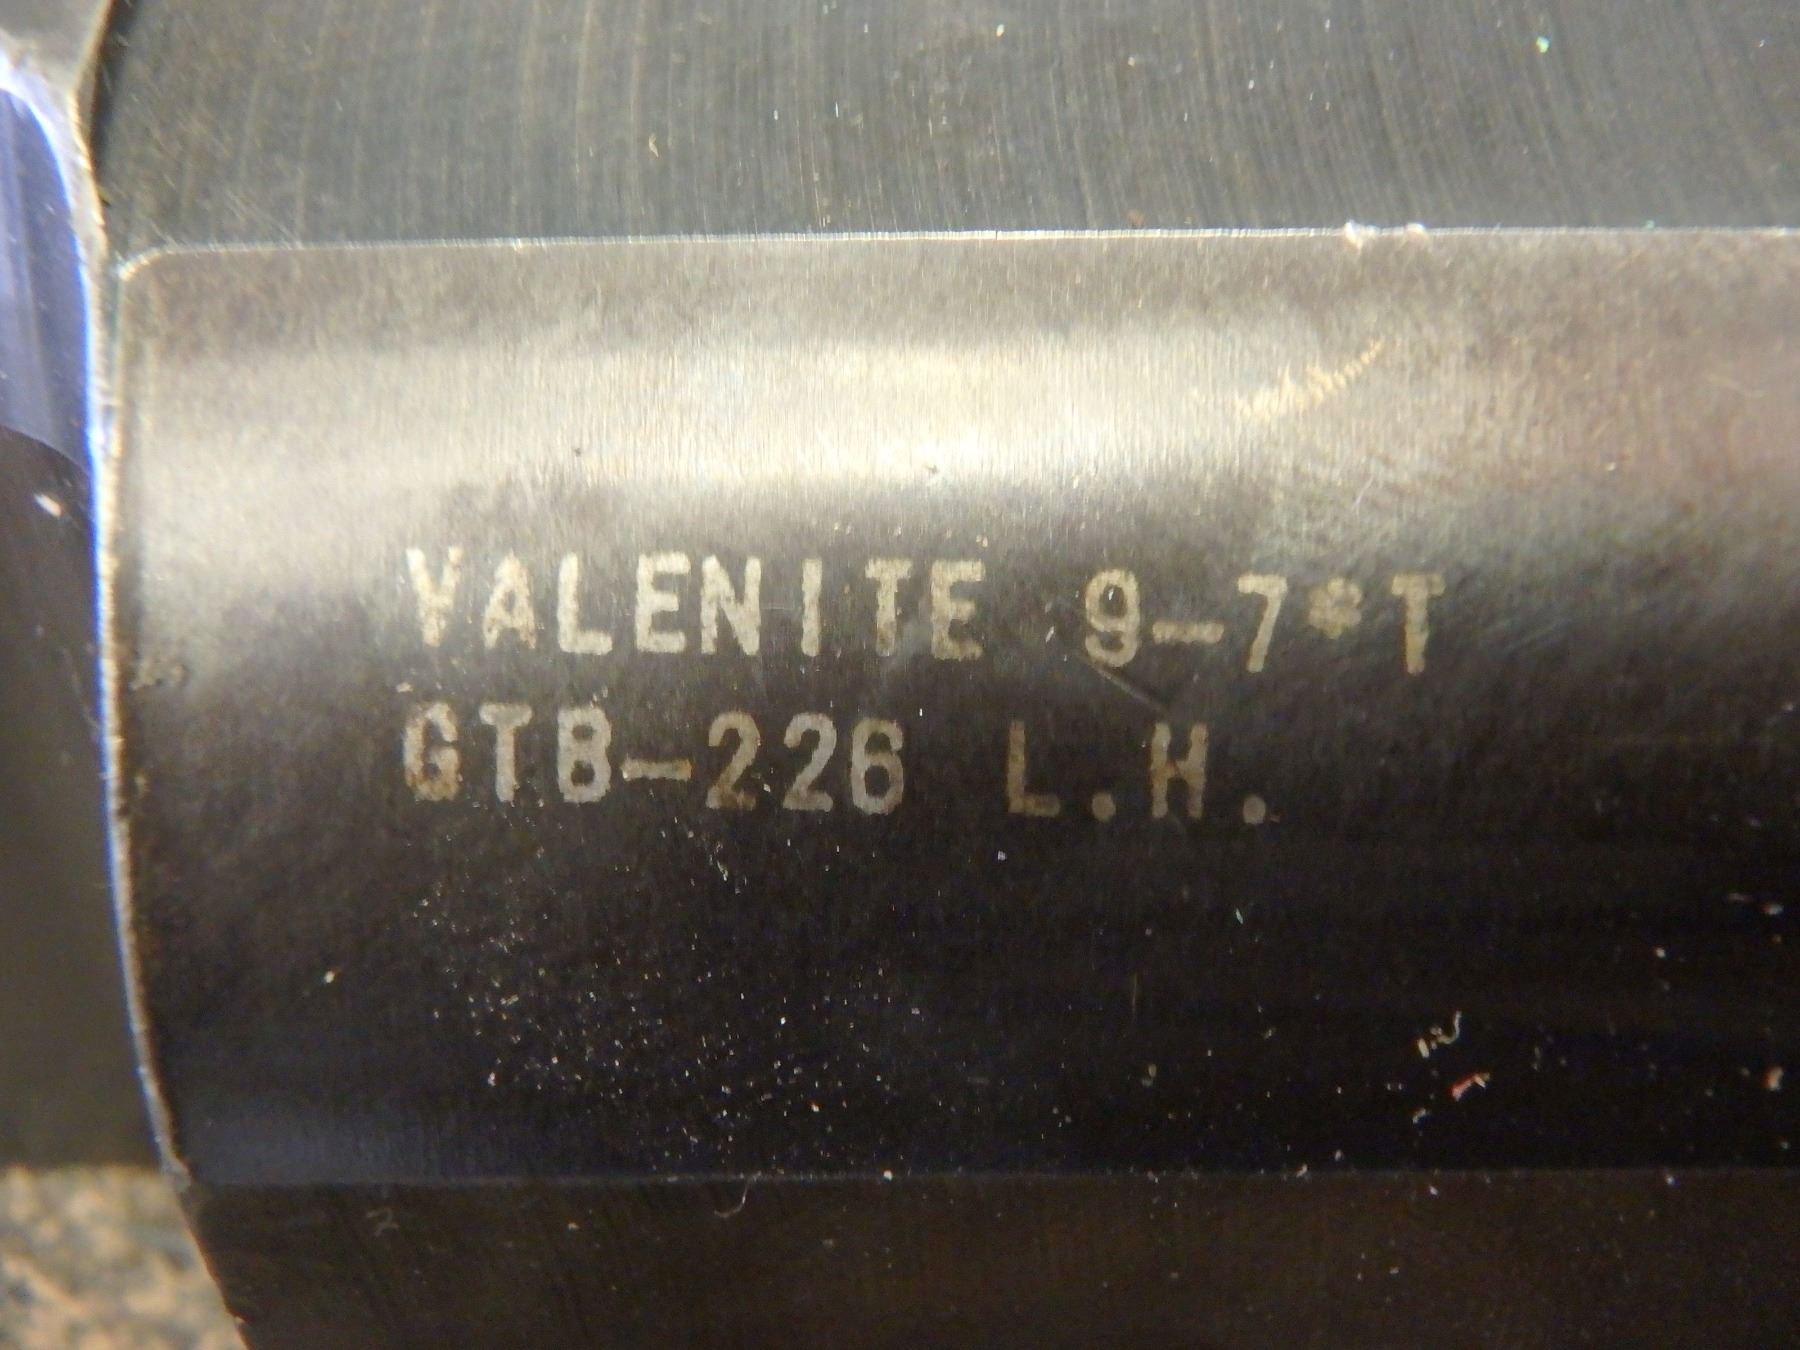 VALENITE 9-7*T
GTB-226 L.H.